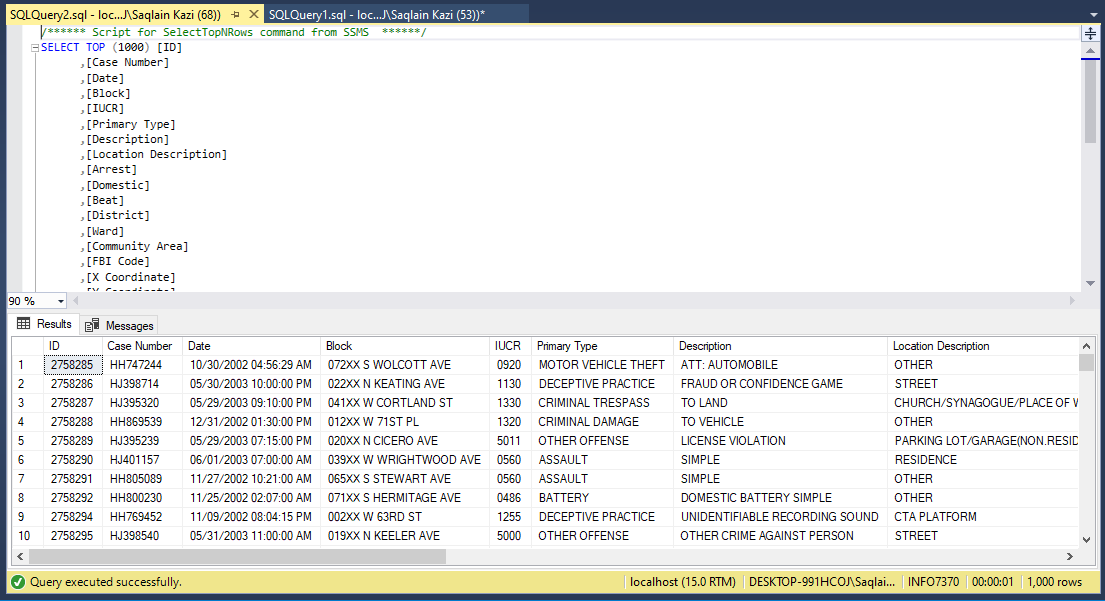 SQLQuery2.sql - loc...J\Saqlain Kazi (68)) SQLQuery1.sql - loc...J\Saqlain Kazi (53))*
/****** Script for SelectTopNRows command from SSMS ******/
SELECT TOP (1000) [ID]
,[Case Number]
,[Date]
,[Block]
,[IUCR]
,[Primary Type]
,[Description]
,[Location Description]
,[Arrest]
,[Domestic]
,[Beat]
,[District]
,[Ward]
,[Community Area]
,[FBI Code]
,[X Coordinate]
,[Y Coordinate]
90 %
Results Messages
ID Case Number Date Block IUCR Primary Type Description Location Description
1 2758285 HH747244 10/30/2002 04:56:29 AM 072XX S WOLCOTT AVE 0920 MOTOR VEHICLE THEFT ATT: AUTOMOBILE OTHER
2 2758286 HJ398714 05/30/2003 10:00:00 PM 022XX N KEATING AVE 1130 DECEPTIVE PRACTICE FRAUD OR CONFIDENCE GAME STREET
3 2758287 HJ395320 05/29/2003 09:10:00 PM 041XX W CORTLAND ST 1330 CRIMINAL TRESPASS TO LAND CHURCH/SYNAGOGUE/PLACE OF W
4 2758288 HH869539 12/31/2002 01:30:00 PM 012XX W 71ST PL 1320 CRIMINAL DAMAGE TO VEHICLE OTHER
5 2758289 HJ395239 05/29/2003 07:15:00 PM 020XX N CICERO AVE 5011 OTHER OFFENSE LICENSE VIOLATION PARKING LOT/GARAGE(NON.RESID
6 2758290 HJ401157 06/01/2003 07:00:00 AM 039XX W WRIGHTWOOD AVE 0560 ASSAULT SIMPLE RESIDENCE
7 2758291 HH805089 11/27/2002 10:21:00 AM 065XX S STEWART AVE 0560 ASSAULT SIMPLE OTHER
8 2758292 HH800230 11/25/2002 02:07:00 AM 071XX S HERMITAGE AVE 0486 BATTERY DOMESTIC BATTERY SIMPLE OTHER
9 2758294 HH769452 11/09/2002 08:04:15 PM 002XX W 63RD ST 1255 DECEPTIVE PRACTICE UNIDENTIFIABLE RECORDING SOUND CTA PLATFORM
10 2758295 HJ398540 05/31/2003 11:00:00 AM 019XX N KEELER AVE 5000 OTHER OFFENSE OTHER CRIME AGAINST PERSON STREET
Query executed successfully. localhost (15.0 RTM) DESKTOP-991HCOJ\Saqlai... INFO7370 00:00:01 1,000 rows